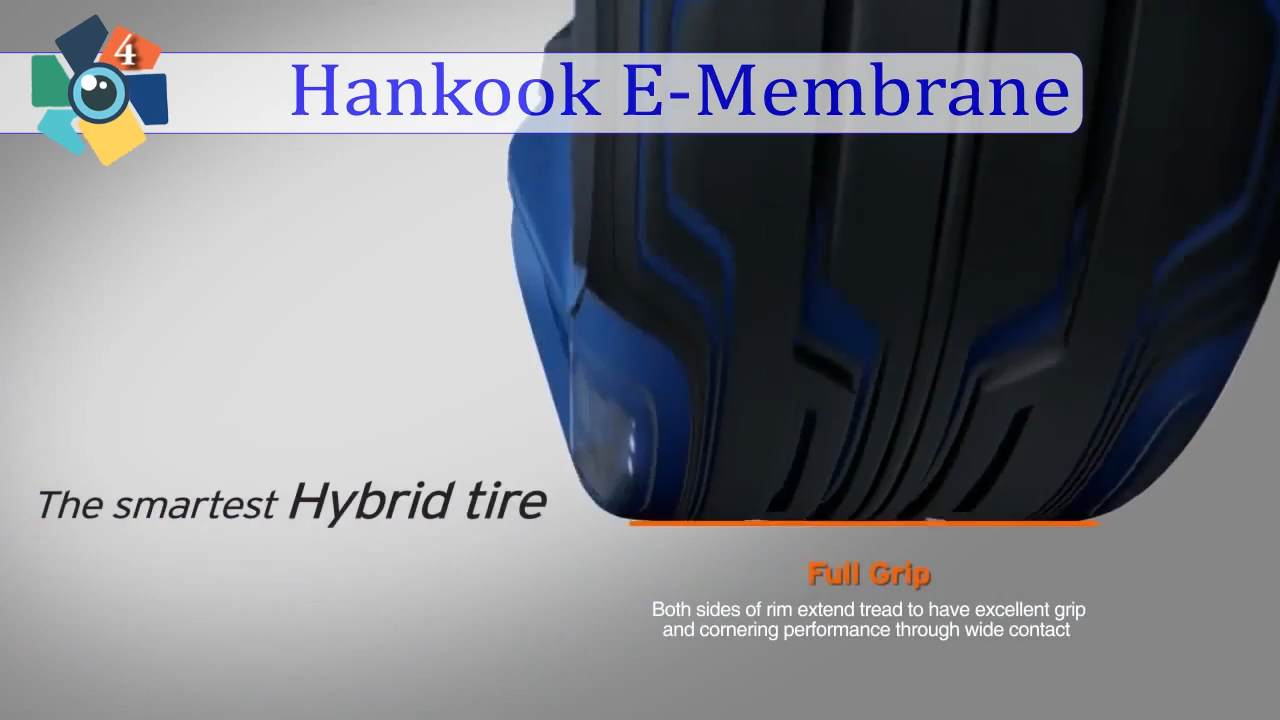 4
Hankook E-Membrane
The smartest Hybrid tire
Full Grip
Both sides of rim extend tread to have excellent grip
and cornering performance through wide contact